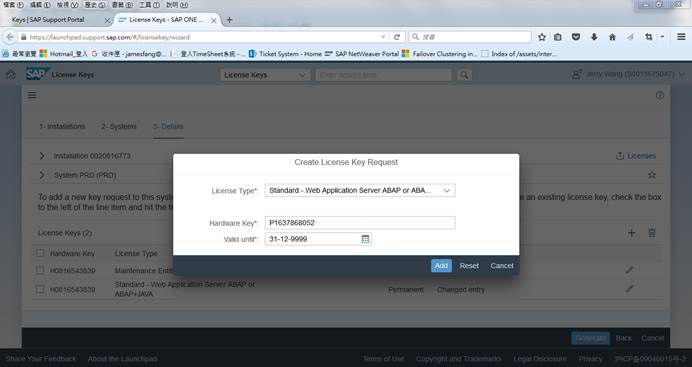 檔案(F) 編輯(E) 檢視(V) 歷史(S) 書籤(B) 工具(T) 說明(H)
Keys | SAP Support Portal
License Keys - SAP ONE ...
https://launchpad.support.sap.com/#/licensekey/wizard
搜尋
最常瀏覽
Hotmail_登入
收件匣 - jamesfang@...
登入TimeSheet系統 -...
Ticket System : Home
SAP NetWeaver Portal
Failover Clustering in...
Index of /assets/inter...
SAP License Keys
License Keys
Enter search term
Jerry Wang (S0011675047)
1- Installations
2- Systems
3- Details
Installation 0020816773
Licenses
System PRD (PRD)
To add a new key request to this syst
e an existing license key, check the box
to the left of the line item and hit the
License Keys (2)
Hardware Key
License Type
H0816543839
Maintenance Enti
H0816543839
Standard - Web Application Server ABAP or
ABAP+JAVA
Permanent
Changed entry
Create License Key Request
License Type*:
Standard - Web Application Server ABAP or ABA...
Hardware Key*:
P1637868052
Valid until*:
31-12-9999
Add
Reset
Cancel
Generate
Back
Cancel
Share Your Feedback
About the Launchpad
Terms of Use
Copyright and Trademarks
Legal Disclosure
Privacy
沪ICP备09046015号-2